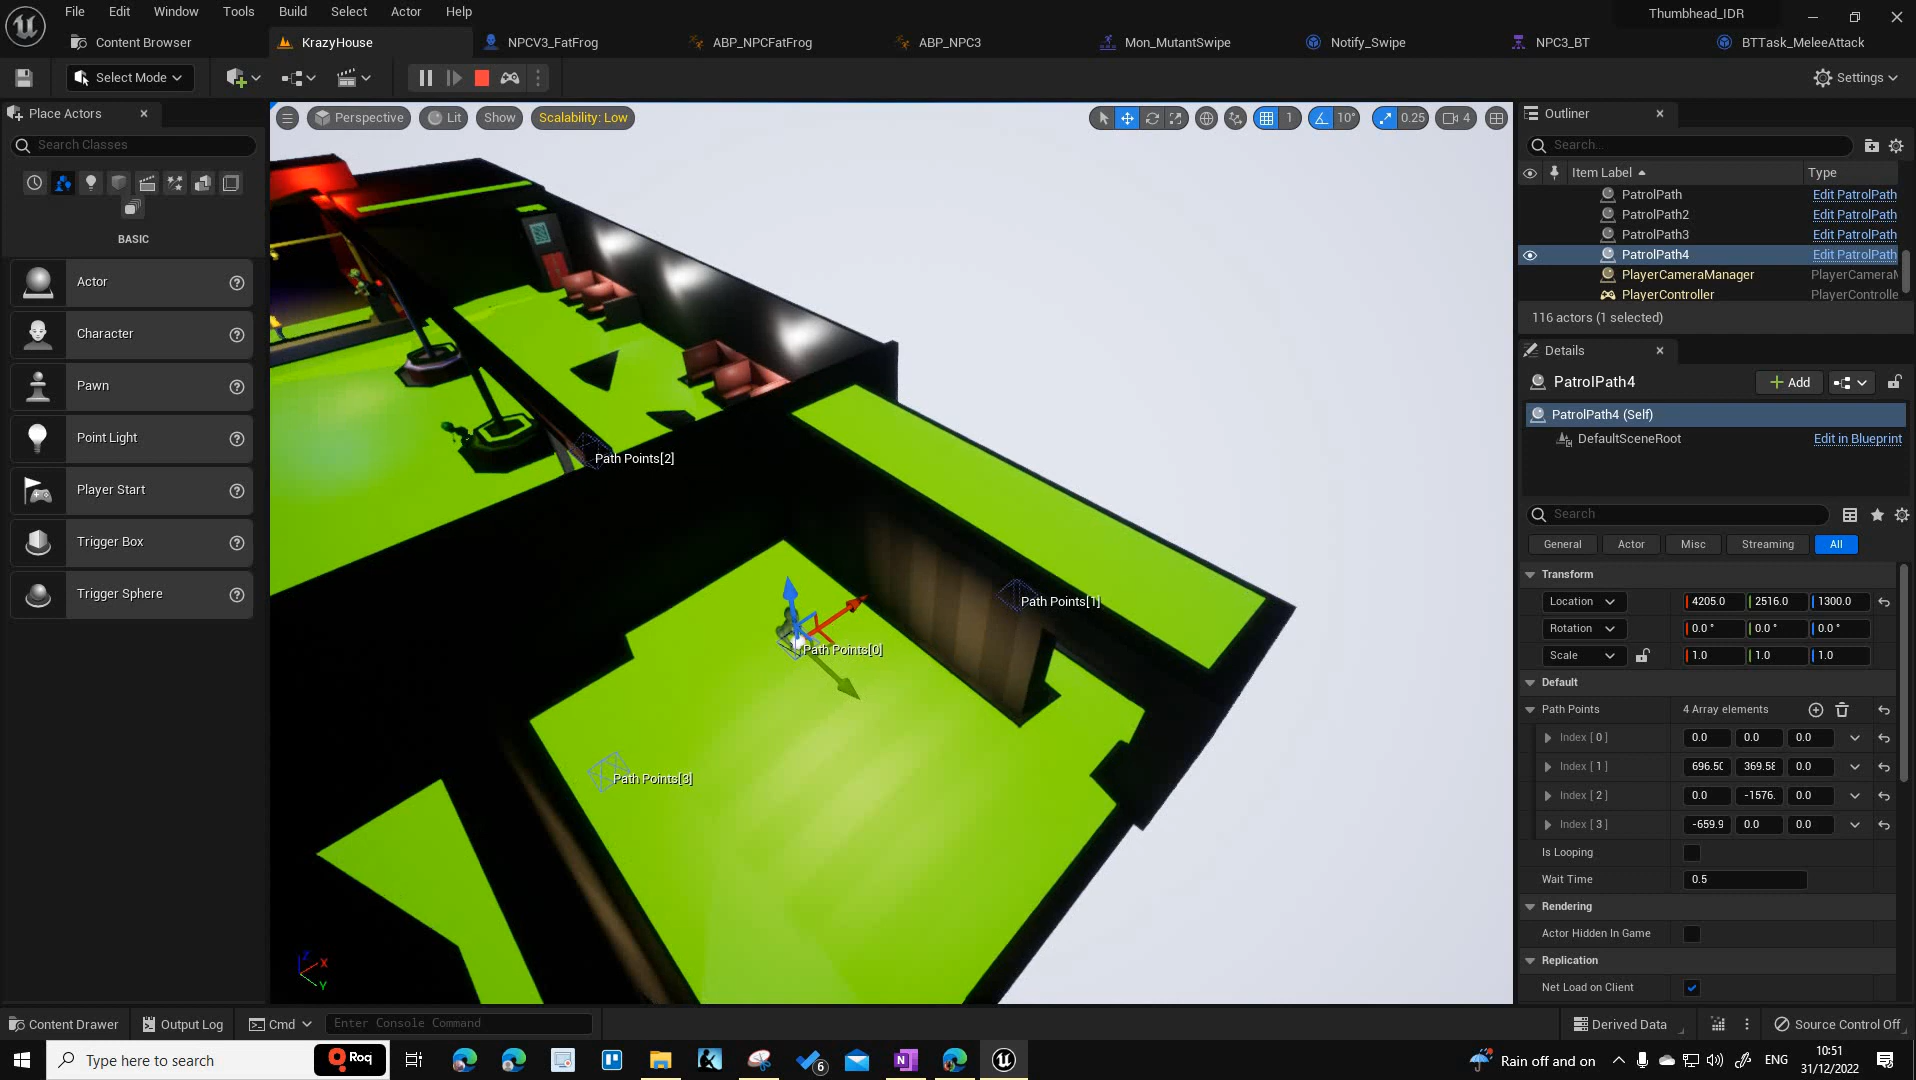 File Edit Window Tools Build Select Actor Help
Thumbhead_IDR
Content Browser
KrazyHouse
NPCV3_FatFrog
ABP_NPCFatFrog
ABP_NPC3
Mon_MutantSwipe
Notify_Swipe
NPC3_BT
BTTask_MeleeAttack
Select Mode
Settings
Place Actors
Search Classes
BASIC
Actor
Character
Pawn
Point Light
Player Start
Trigger Box
Trigger Sphere
Perspective
Lit
Show
Scalability: Low
1
10°
0.25
4
Path Points[2]
Path Points[1]
Path Points[0]
Path Points[3]
Z
X
Y
Outliner
Search...
Item Label
Type
PatrolPath Edit PatrolPath
PatrolPath2 Edit PatrolPath
PatrolPath3 Edit PatrolPath
PatrolPath4 Edit PatrolPath
PlayerCameraManager PlayerCameraM
PlayerController PlayerControlle
116 actors (1 selected)
Details
PatrolPath4
Add
PatrolPath4 (Self)
DefaultSceneRoot Edit in Blueprint
Search
General Actor Misc Streaming All
Transform
Location 4205.0 2516.0 1300.0
Rotation 0.0 ° 0.0 ° 0.0 °
Scale 1.0 1.0 1.0
Default
Path Points 4 Array elements
Index [ 0 ] 0.0 0.0 0.0
Index [ 1 ] 696.50 369.58 0.0
Index [ 2 ] 0.0 -1576. 0.0
Index [ 3 ] -659.9 0.0 0.0
Is Looping
Wait Time 0.5
Rendering
Actor Hidden In Game
Replication
Net Load on Client
Content Drawer
Output Log
Cmd
Enter Console Command
Derived Data
Source Control Off
Type here to search
Roq
6
Rain off and on
ENG
10:51
31/12/2022